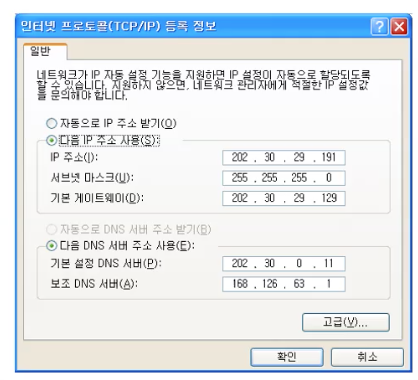 인터넷 프로토콜(TCP/IP) 등록 정보
일반
네트워크가 IP 자동 설정 기능을 지원하면 IP 설정이 자동으로 할당되도록
할 수 있습니다. 지원하지 않으면, 네트워크 관리자에게 적절한 IP 설정값
을 문의해야 합니다.
자동으로 IP 주소 받기(O)
다음 IP 주소 사용(S):
IP 주소(I): 202 . 30 . 29 . 191
서브넷 마스크(U): 255 . 255 . 255 . 0
기본 게이트웨이(D): 202 . 30 . 29 . 129
자동으로 DNS 서버 주소 받기(B)
다음 DNS 서버 주소 사용(E):
기본 설정 DNS 서버(P): 202 . 30 . 0 . 11
보조 DNS 서버(A): 168 . 126 . 63 . 1
고급(V)...
확인 취소